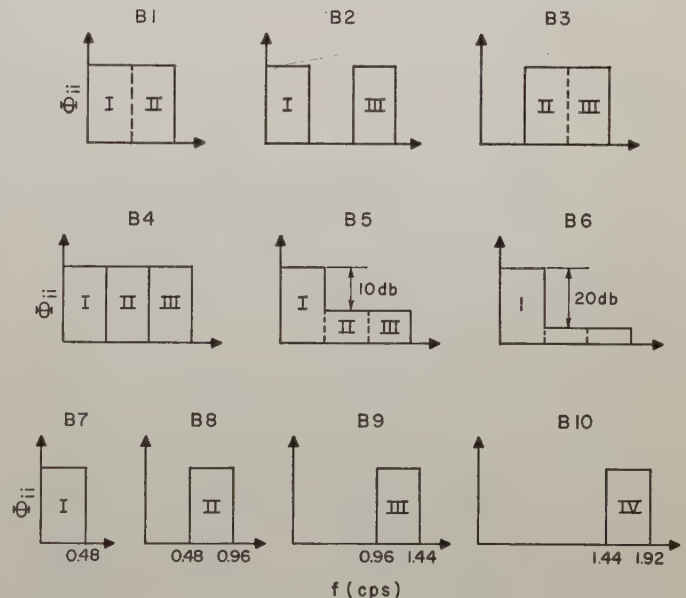 B1 B2 B3
Φii I II I III II III
B4 B5 B6
Φii I II III I 10db II III I 20db
B7 B8 B9 B10
Φii I II III IV
0.48 0.48 0.96 0.96 1.44 1.44 1.92
f (cps)